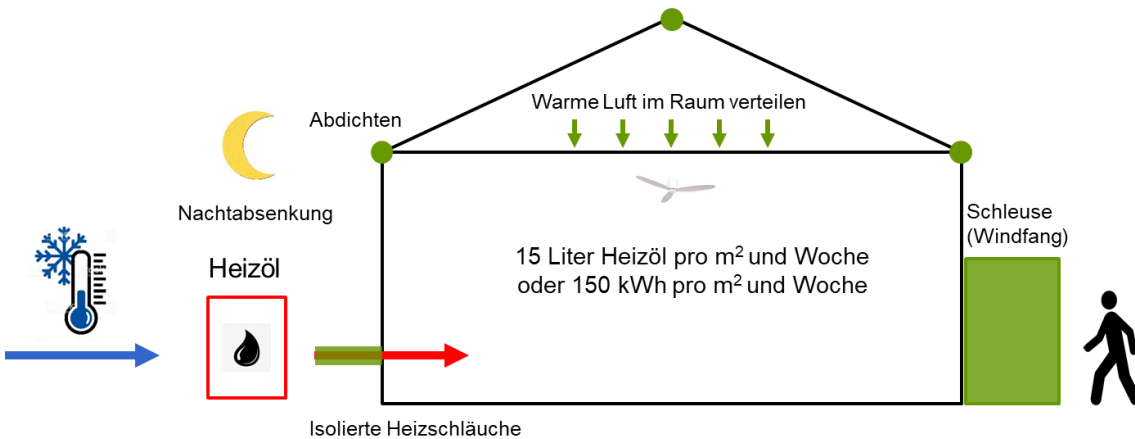 Warme Luft im Raum verteilen
Abdichten
Nachtabsenkung
Schleuse
(Windfang)
Heizöl
15 Liter Heizöl pro m² und Woche
oder 150 kWh pro m² und Woche
Isolierte Heizschläuche